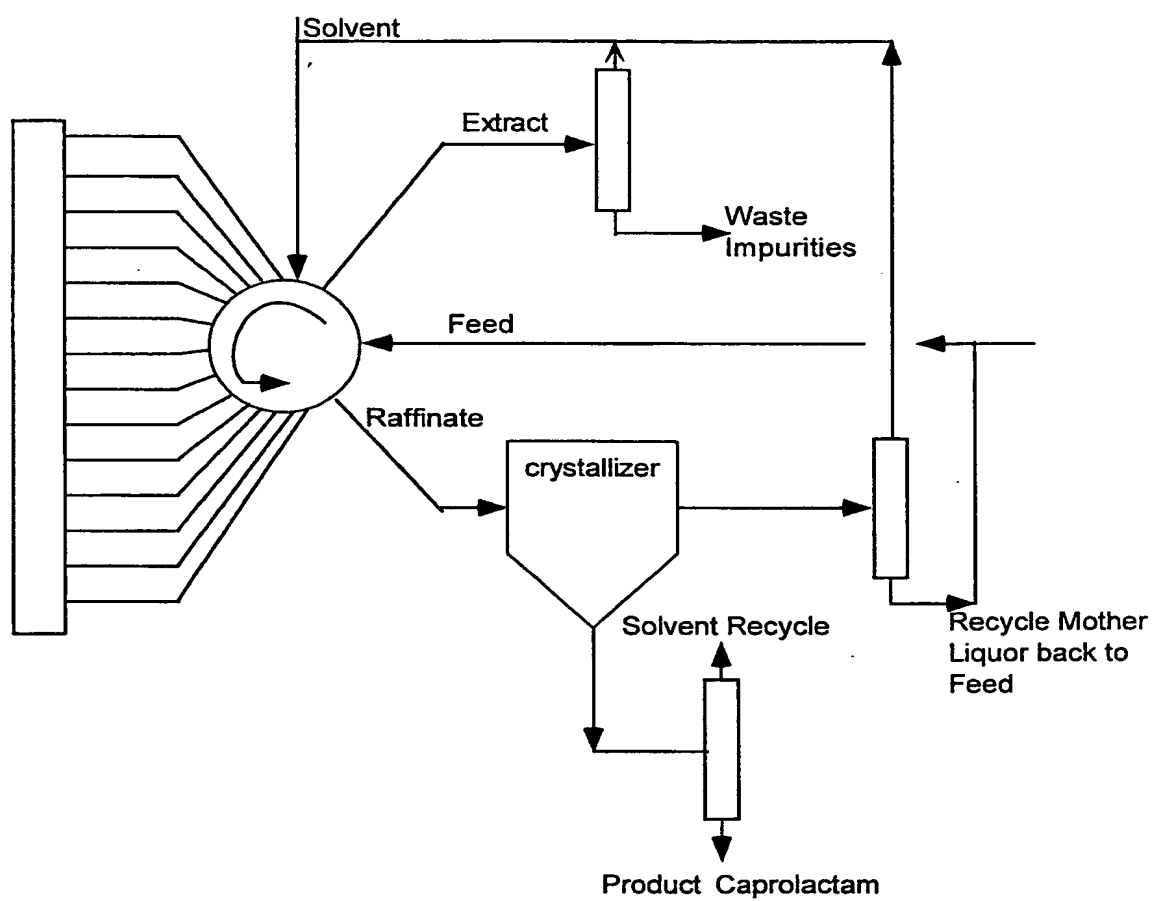 Solvent
Extract
Waste
Impurities
Feed
Raffinate
crystallizer
Solvent Recycle
Recycle Mother
Liquor back to
Feed
Product Caprolactam